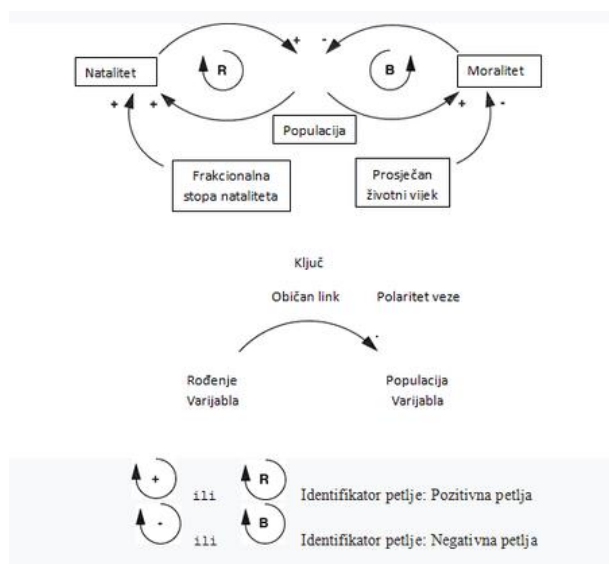 + -
Natalitet
R
B
Moralitet
+ +
+ -
Populacija
Frakcionalna
stopa nataliteta
Prosječan
životni vijek
Ključ
Običan link
Polaritet veze
Rođenje
Varijabla
Populacija
Varijabla
+ ili R Identifikator petlje: Pozitivna petlja
- ili B Identifikator petlje: Negativna petlja